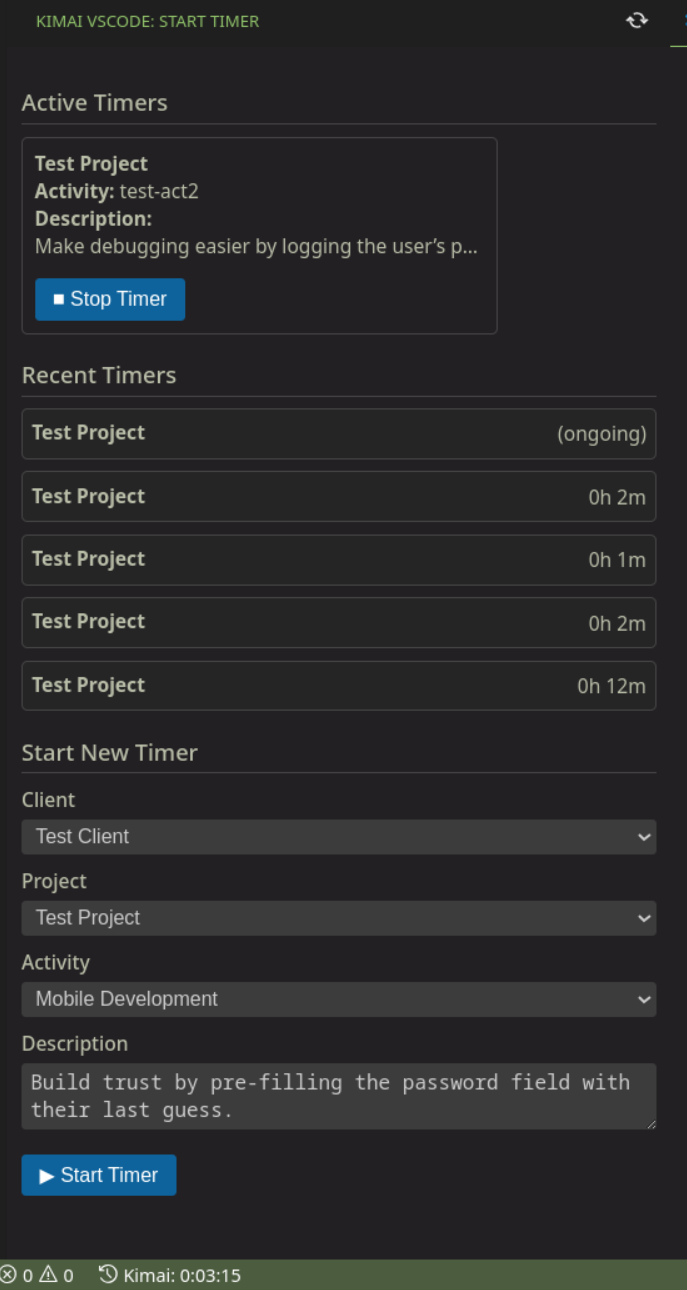 KIMAI VSCODE: START TIMER
Active Timers
Test Project
Activity: test-act2
Description:
Make debugging easier by logging the user’s p...
■ Stop Timer
Recent Timers
Test Project (ongoing)
Test Project 0h 2m
Test Project 0h 1m
Test Project 0h 2m
Test Project 0h 12m
Start New Timer
Client
Test Client
Project
Test Project
Activity
Mobile Development
Description
Build trust by pre-filling the password field with
their last guess.
▶ Start Timer
0 0 Kimai: 0:03:15